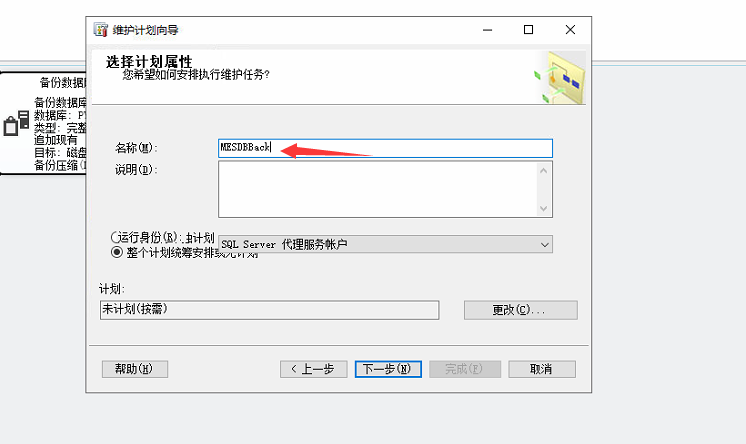 维护计划向导
选择计划属性
您希望如何安排执行维护任务?
备份数据库
备份数据库
数据库: P
类型: 完整
追加现有
目标: 磁盘
备份压缩(
名称(M):
MESDBBack
说明(D):
运行身份(R):
计划
SQL Server 代理服务帐户
整个计划统筹安排或无计划
计划:
未计划(按需)
更改(C)...
帮助(H)
< 上一步
下一步(N)
完成(F)
取消